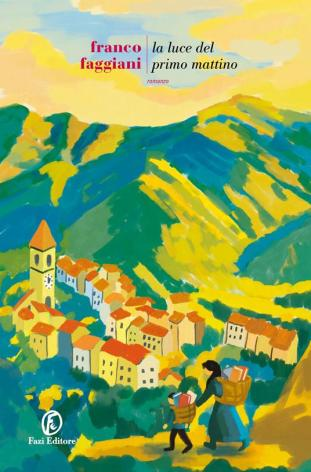 franco
faggiani
la luce del
primo mattino
romanzo
Fazi Editore